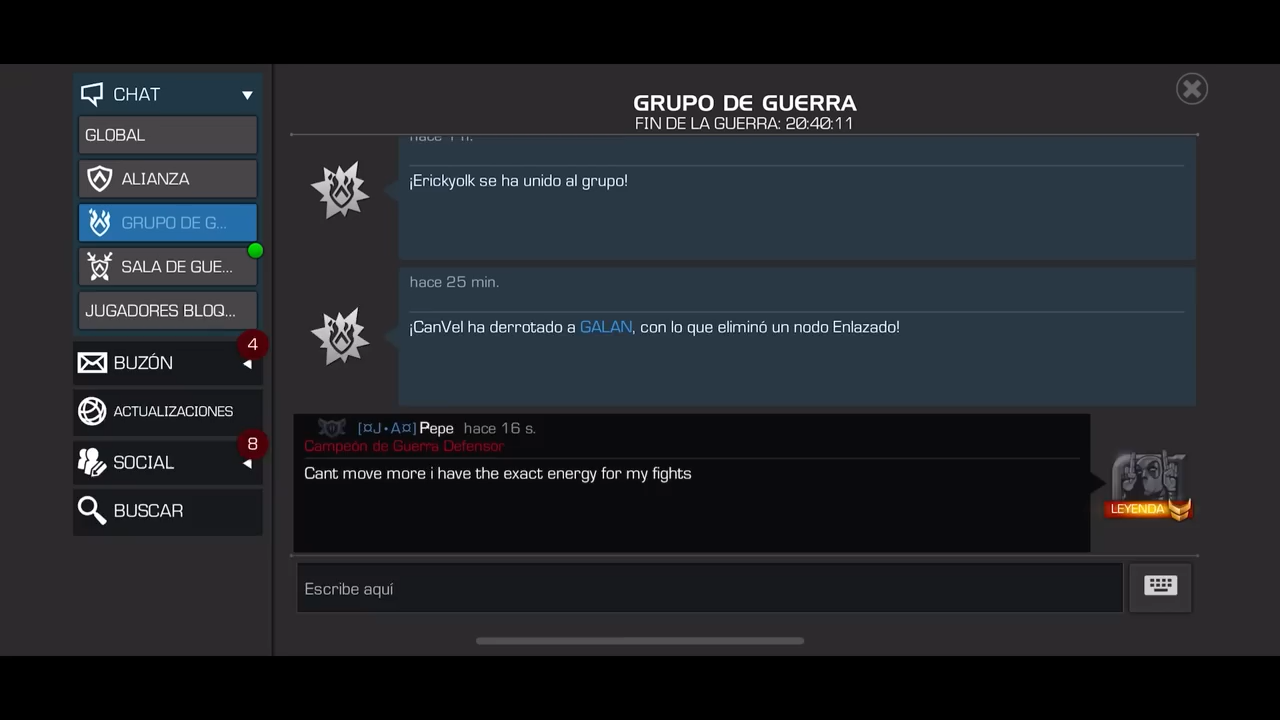 CHAT
GLOBAL
ALIANZA
GRUPO DE G...
SALA DE GUE...
JUGADORES BLOQ...
4
BUZÓN
ACTUALIZACIONES
8
SOCIAL
BUSCAR
GRUPO DE GUERRA
FIN DE LA GUERRA: 20:40:11
hace 1 h.
¡Erickyolk se ha unido al grupo!
hace 25 min.
¡CanVel ha derrotado a GALAN, con lo que eliminó un nodo Enlazado!
[¤J•A¤] Pepe hace 16 s.
Campeón de Guerra Defensor
Cant move more i have the exact energy for my fights
LEYENDA
Escribe aquí